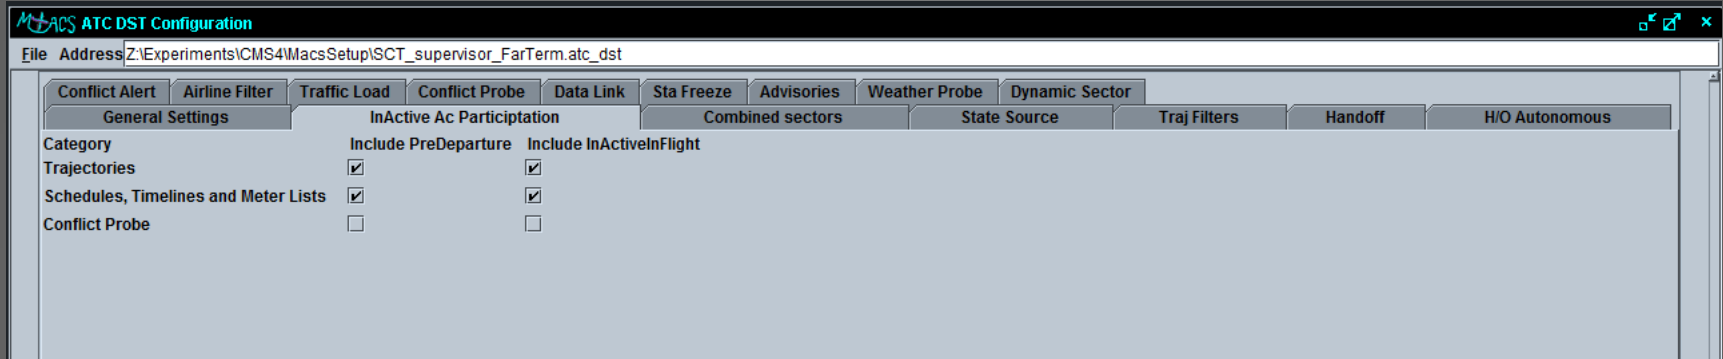 MACS ATC DST Configuration
File Address Z:\Experiments\CMS4\MacsSetup\SCT_supervisor_FarTerm.atc_dst
Conflict Alert Airline Filter Traffic Load Conflict Probe Data Link Sta Freeze Advisories Weather Probe Dynamic Sector
General Settings InActive Ac Participtation Combined sectors State Source Traj Filters Handoff H/O Autonomous
Category Include PreDeparture Include InActiveInFlight
Trajectories
Schedules, Timelines and Meter Lists
Conflict Probe